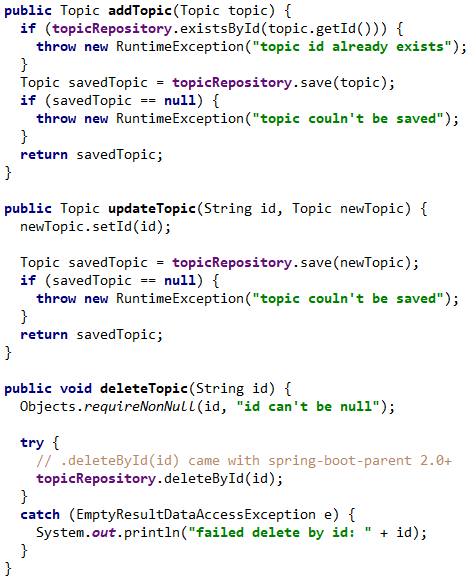 public Topic addTopic(Topic topic) {
  if (topicRepository.existsById(topic.getId())) {
    throw new RuntimeException("topic id already exists");
  }
  Topic savedTopic = topicRepository.save(topic);
  if (savedTopic == null) {
    throw new RuntimeException("topic couln't be saved");
  }
  return savedTopic;
}

public Topic updateTopic(String id, Topic newTopic) {
  newTopic.setId(id);

  Topic savedTopic = topicRepository.save(newTopic);
  if (savedTopic == null) {
    throw new RuntimeException("topic couln't be saved");
  }
  return savedTopic;
}

public void deleteTopic(String id) {
  Objects.requireNonNull(id, "id can't be null");

  try {
    // .deleteById(id) came with spring-boot-parent 2.0+
    topicRepository.deleteById(id);
  }
  catch (EmptyResultDataAccessException e) {
    System.out.println("failed delete by id: " + id);
  }
}